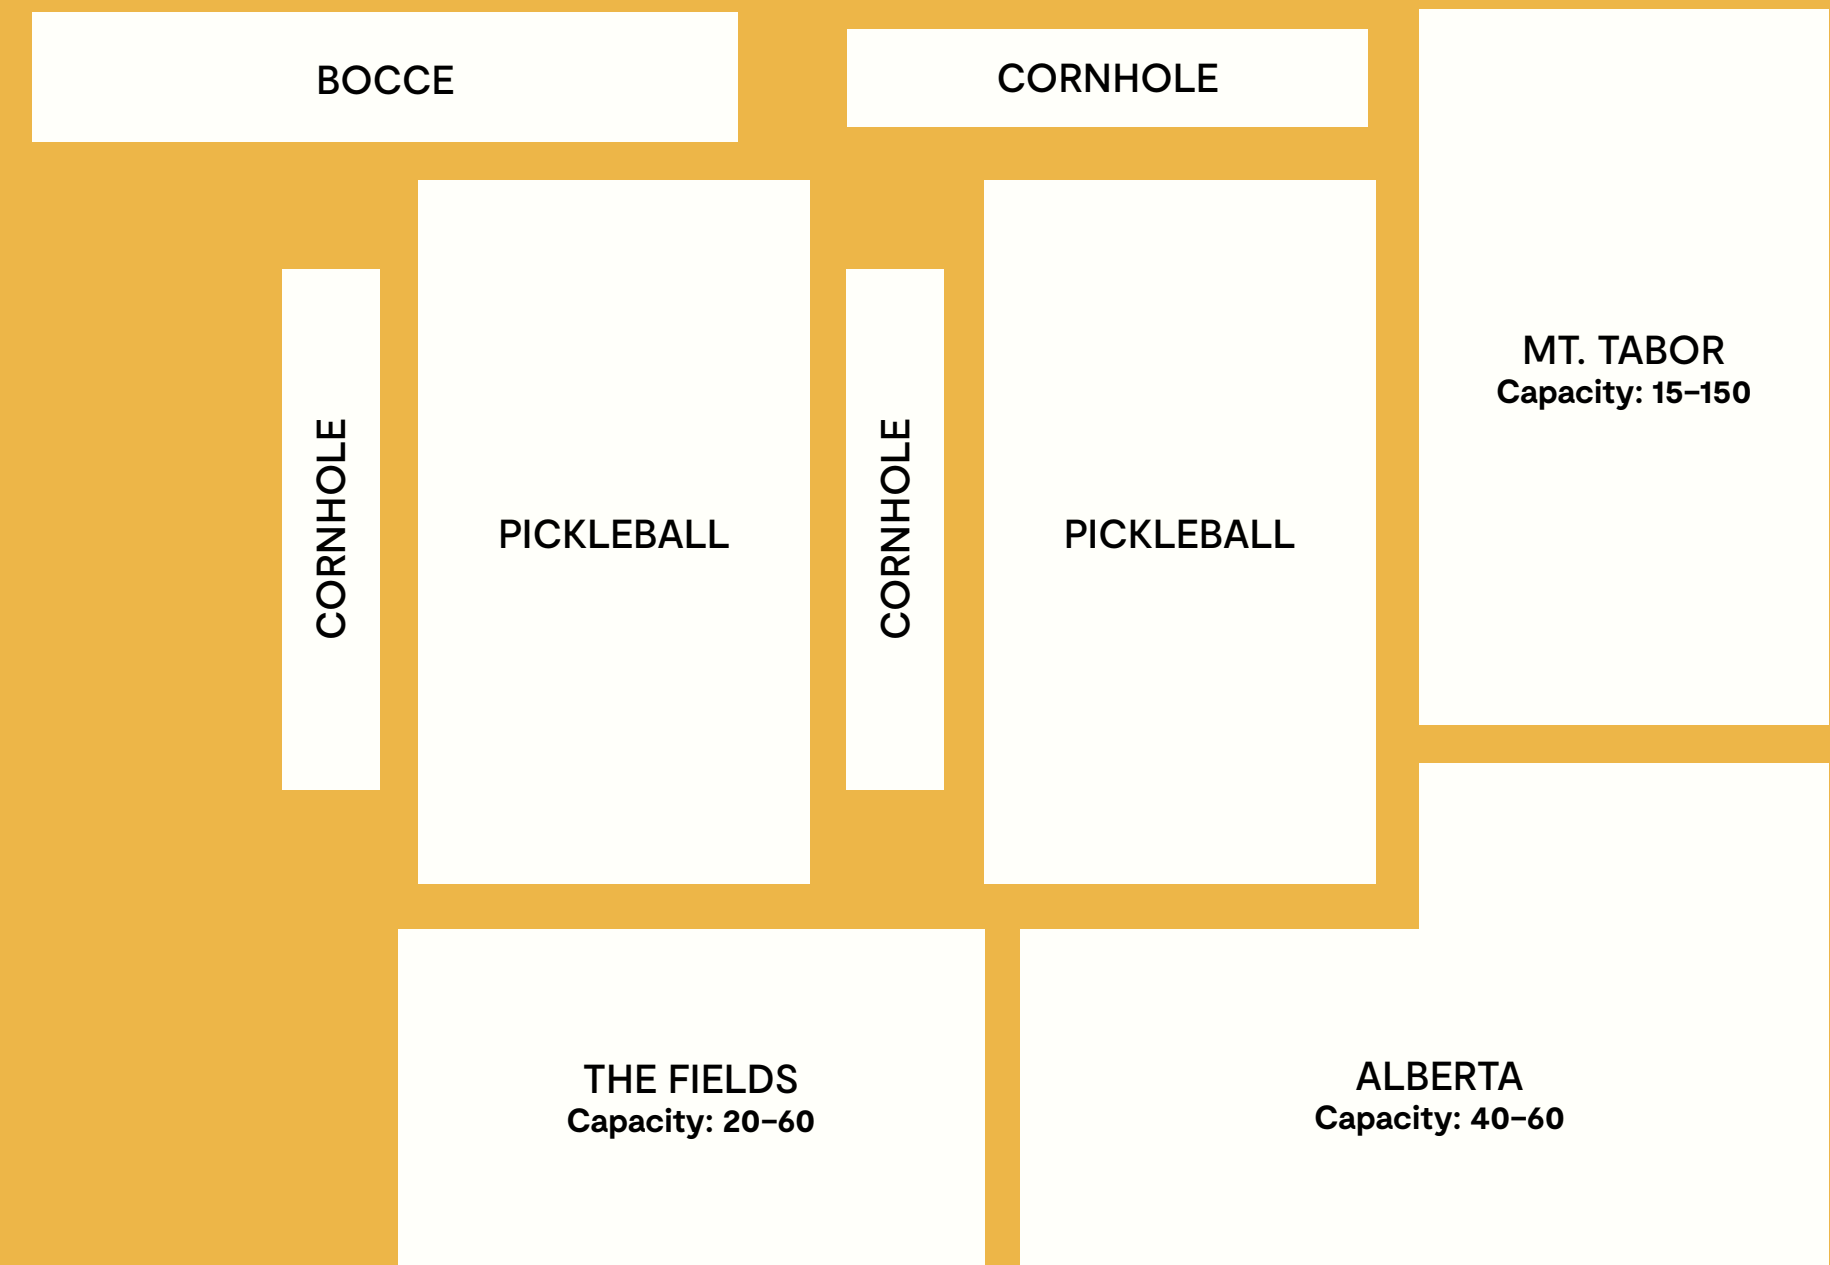 BOCCE
CORNHOLE
MT. TABOR
Capacity: 15–150
CORNHOLE
PICKLEBALL
CORNHOLE
PICKLEBALL
THE FIELDS
Capacity: 20–60
ALBERTA
Capacity: 40–60